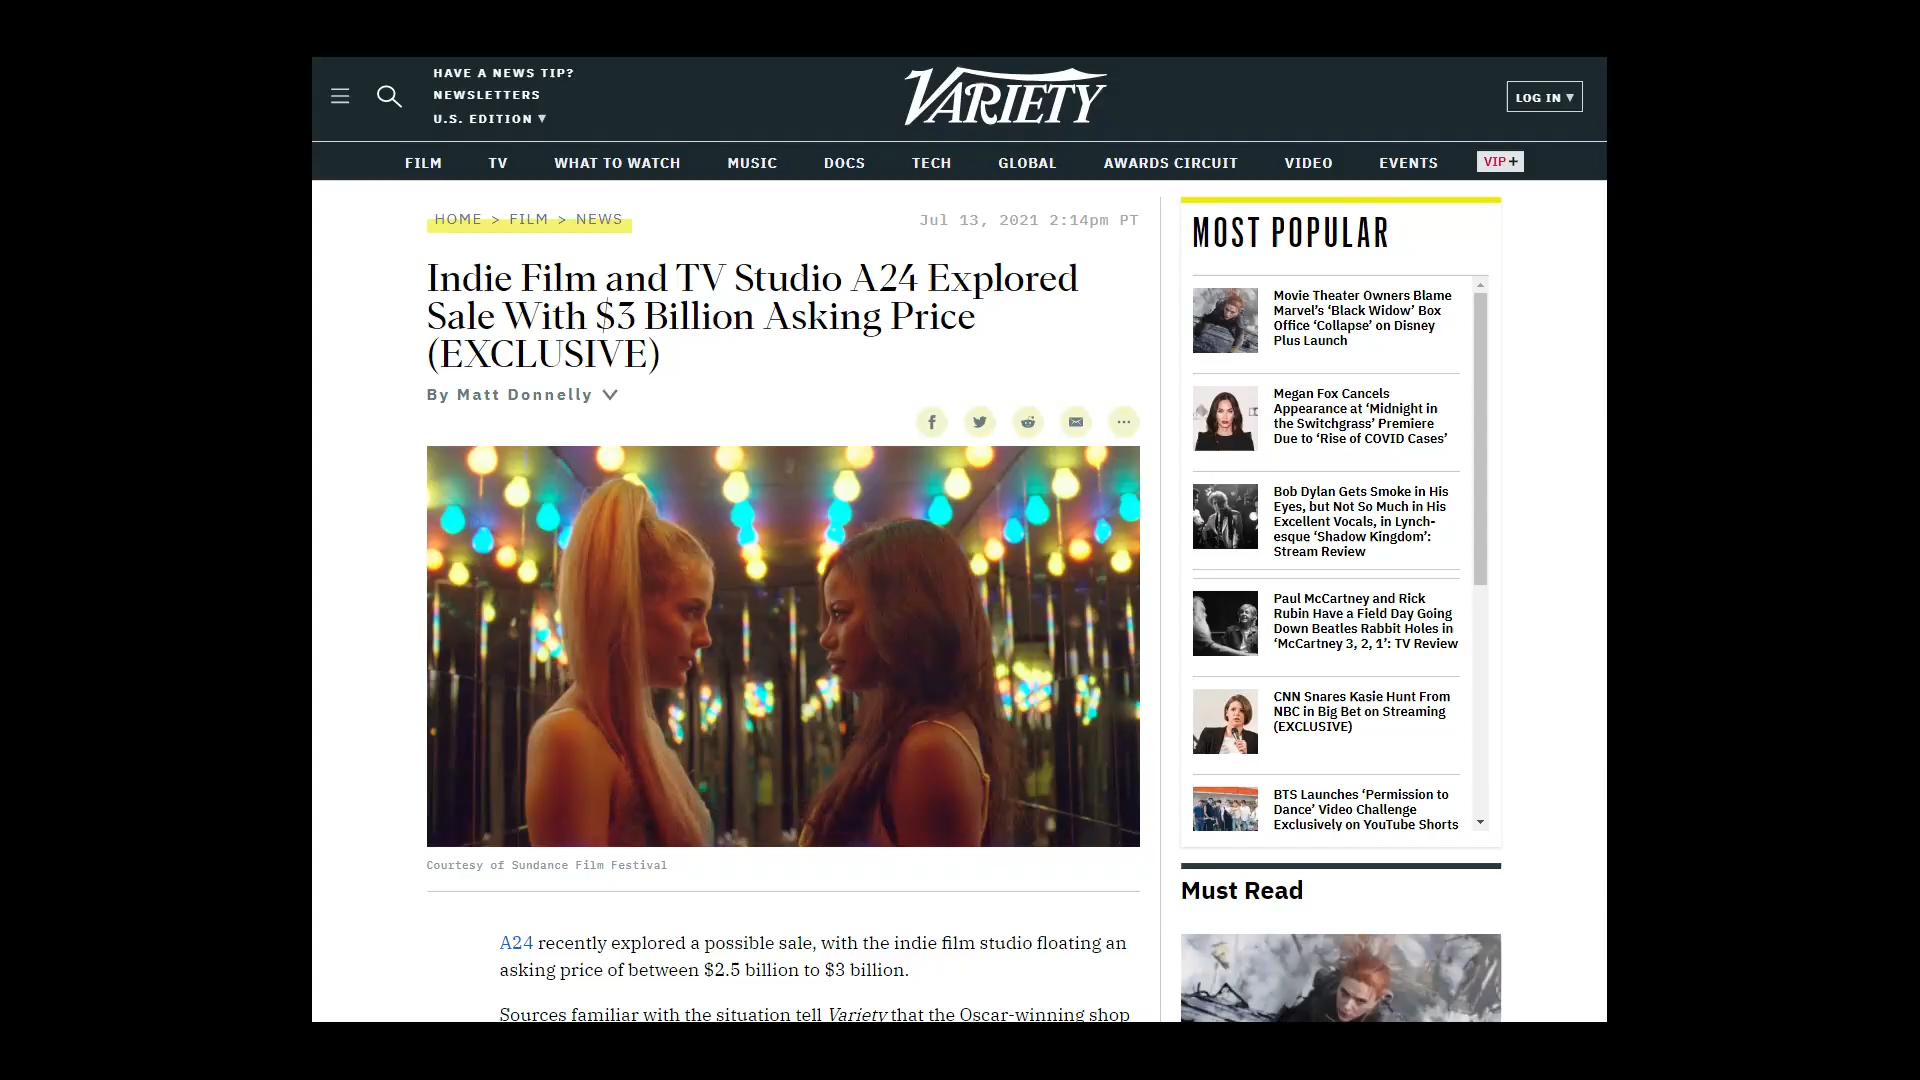 HAVE A NEWS TIP?
NEWSLETTERS
U.S. EDITION ▼
VARIETY
LOG IN ▼
FILM TV WHAT TO WATCH MUSIC DOCS TECH GLOBAL AWARDS CIRCUIT VIDEO EVENTS VIP+
HOME > FILM > NEWS
Jul 13, 2021 2:14pm PT
Indie Film and TV Studio A24 Explored
Sale With $3 Billion Asking Price
(EXCLUSIVE)
By Matt Donnelly
Courtesy of Sundance Film Festival
A24 recently explored a possible sale, with the indie film studio floating an
asking price of between $2.5 billion to $3 billion.
Sources familiar with the situation tell Variety that the Oscar-winning shop
MOST POPULAR
Movie Theater Owners Blame
Marvel’s ‘Black Widow’ Box
Office ‘Collapse’ on Disney
Plus Launch
Megan Fox Cancels
Appearance at ‘Midnight in
the Switchgrass’ Premiere
Due to ‘Rise of COVID Cases’
Bob Dylan Gets Smoke in His
Eyes, but Not So Much in His
Excellent Vocals, in Lynch-
esque ‘Shadow Kingdom’:
Stream Review
Paul McCartney and Rick
Rubin Have a Field Day Going
Down Beatles Rabbit Holes in
‘McCartney 3, 2, 1’: TV Review
CNN Snares Kasie Hunt From
NBC in Big Bet on Streaming
(EXCLUSIVE)
BTS Launches ‘Permission to
Dance’ Video Challenge
Exclusively on YouTube Shorts
Must Read